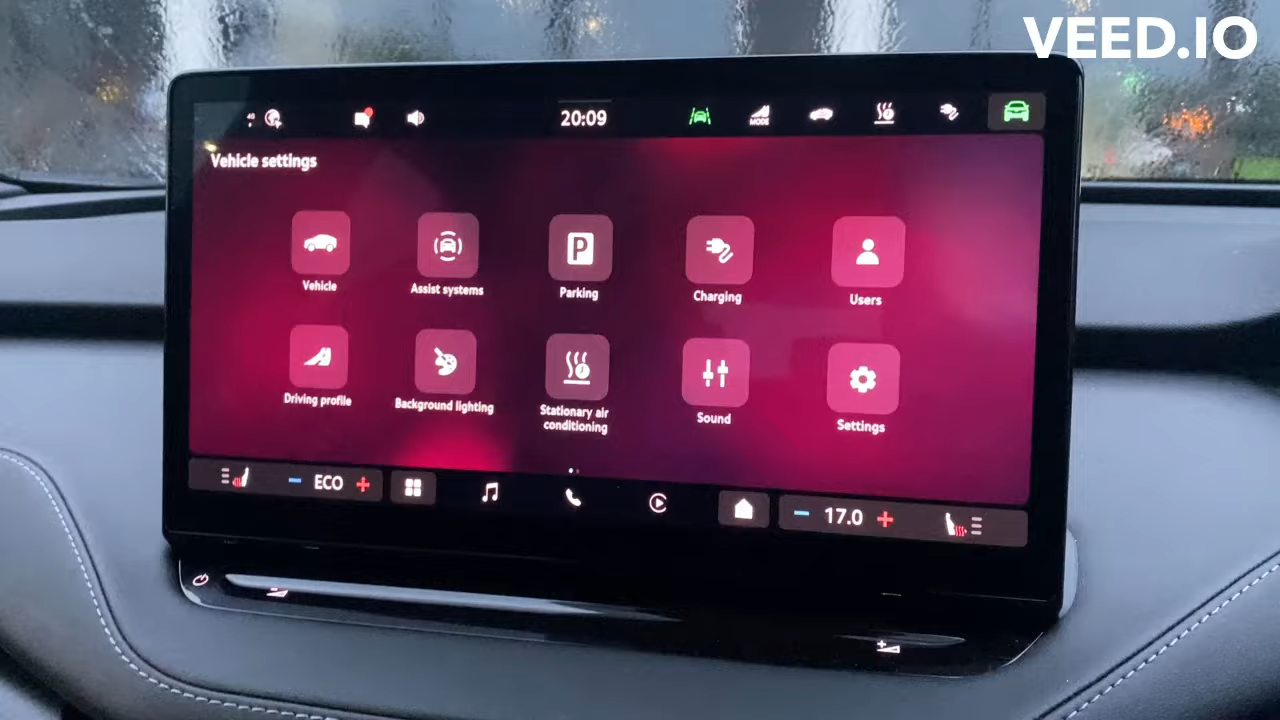 VEED.IO
20:09
MODE
Vehicle settings
P
Vehicle
Assist systems
Parking
Charging
Users
Driving profile
Background lighting
Stationary air
conditioning
Sound
Settings
ECO
17.0